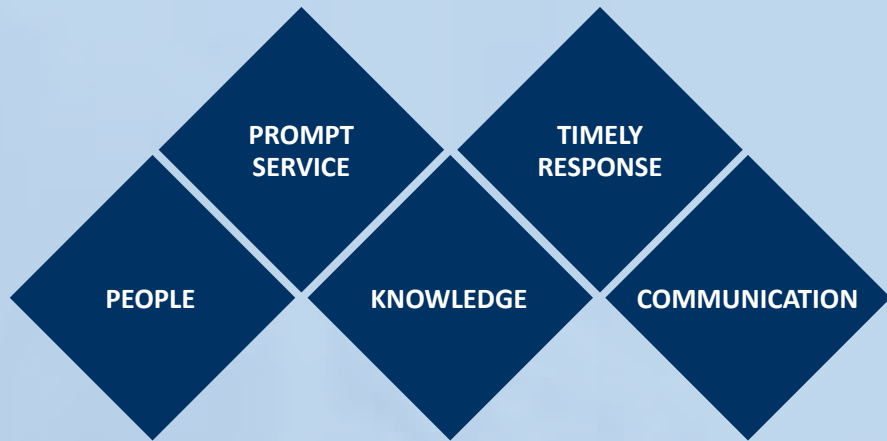 PROMPT
SERVICE
TIMELY
RESPONSE
PEOPLE
KNOWLEDGE
COMMUNICATION